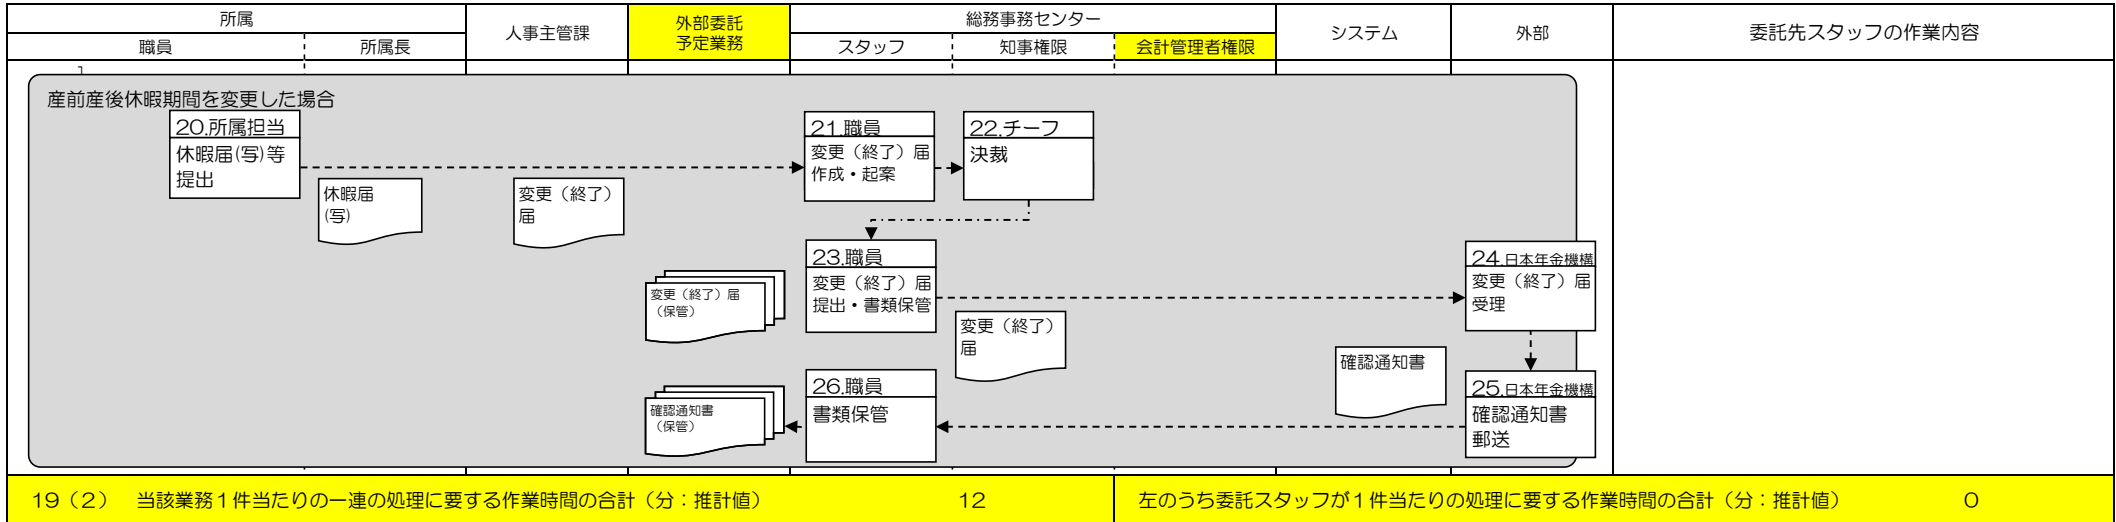 所属
人事主管課
外部委託
予定業務
総務事務センター
システム
外部
委託先スタッフの作業内容
職員
所属長
スタッフ
知事権限
会計管理者権限
産前産後休暇期間を変更した場合
20.所属担当
休暇届(写)等
提出
21.職員
変更（終了）届
作成・起案
22.チーフ
決裁
休暇届
(写)
変更（終了）
届
23.職員
変更（終了）届
提出・書類保管
24.日本年金機構
変更（終了）届
受理
変更（終了）届
（保管）
変更（終了）
届
確認通知書
25.日本年金機構
確認通知書
郵送
26.職員
書類保管
確認通知書
（保管）
19（2）　当該業務１件当たりの一連の処理に要する作業時間の合計（分：推計値）
12
左のうち委託スタッフが１件当たりの処理に要する作業時間の合計（分：推計値）
0